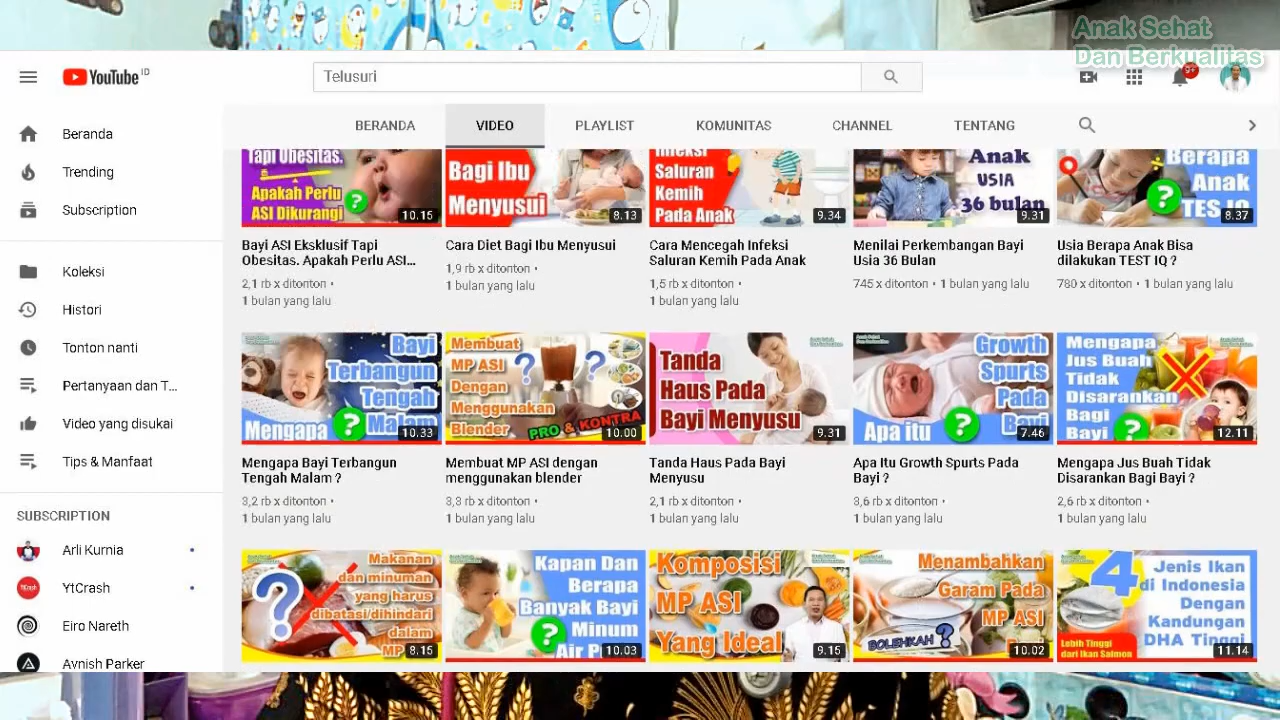 Anak Sehat
Dan Berkualitas
YouTube ID
Telusuri
9+
BERANDA VIDEO PLAYLIST KOMUNITAS CHANNEL TENTANG
Beranda
Trending
Subscription
Koleksi
Histori
Tonton nanti
Pertanyaan dan T...
Video yang disukai
Tips & Manfaat
SUBSCRIPTION
Arli Kurnia
YtCrash
Eiro Nareth
Avnish Parker
Tapi Obesitas.
Apakah Perlu
ASI Dikurangi
?
10.15
Bagi Ibu
Menyusui
8.13
Infeksi
Saluran
Kemih
Pada Anak
9.34
Anak
USIA
36 bulan
9.31
Berapa
Anak
TES IQ
?
8.37
Bayi ASI Eksklusif Tapi
Obesitas. Apakah Perlu ASI...
2,1 rb x ditonton •
1 bulan yang lalu
Cara Diet Bagi Ibu Menyusui
1,9 rb x ditonton •
1 bulan yang lalu
Cara Mencegah Infeksi
Saluran Kemih Pada Anak
1,5 rb x ditonton •
1 bulan yang lalu
Menilai Perkembangan Bayi
Usia 36 Bulan
745 x ditonton • 1 bulan yang lalu
Usia Berapa Anak Bisa
dilakukan TEST IQ ?
780 x ditonton • 1 bulan yang lalu
Bayi
Terbangun
Tengah
Malam
Mengapa ?
10.33
Membuat
MP ASI
Dengan
Menggunakan
Blender
? ?
PRO & KONTRA
10.00
Tanda
Haus Pada
Bayi Menyusu
9.31
Growth
Spurts
Pada
Bayi
Apa itu ?
7.46
Mengapa
Jus Buah
Tidak
Disarankan
Bagi
Bayi ?
12.11
Mengapa Bayi Terbangun
Tengah Malam ?
3,2 rb x ditonton •
1 bulan yang lalu
Membuat MP ASI dengan
menggunakan blender
3,3 rb x ditonton •
1 bulan yang lalu
Tanda Haus Pada Bayi
Menyusu
2,1 rb x ditonton •
1 bulan yang lalu
Apa Itu Growth Spurts Pada
Bayi ?
3,6 rb x ditonton •
1 bulan yang lalu
Mengapa Jus Buah Tidak
Disarankan Bagi Bayi ?
2,6 rb x ditonton •
1 bulan yang lalu
Makanan
dan minuman
yang harus
dibatasi/dihindari
dalam
MP
?
8.15
Kapan Dan
Berapa
Banyak Bayi
Minum
Air
?
10.03
Komposisi
MP ASI
Yang Ideal
9.15
Menambahkan
Garam Pada
MP ASI
BOLEHKAH ?
10.02
4 Jenis Ikan
di Indonesia
Dengan
Kandungan
DHA Tinggi
Lebih Tinggi
dari Ikan Salmon
11.14